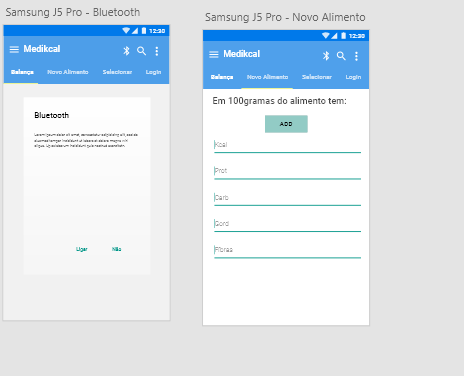 Samsung J5 Pro - Bluetooth
12:30
Medikcal
Balança Novo Alimento Selecionar Login
Bluetooth
Ligar Não
Samsung J5 Pro - Novo Alimento
12:30
Medikcal
Balança Novo Alimento Selecionar Login
Em 100gramas do alimento tem:
ADD
Kcal
Prot
Carb
Gord
Fibras